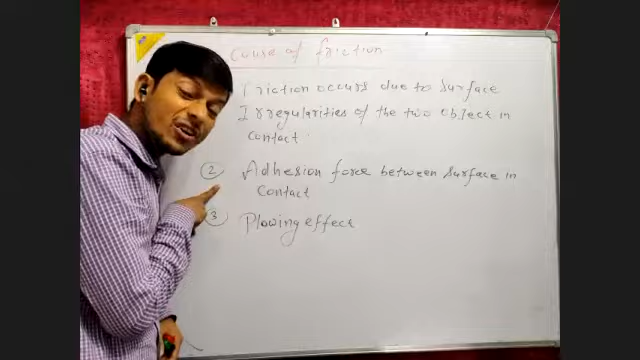 Cause of friction
Friction occurs due to surface
Irregularities of the two object in
contact
② Adhesion force between surface in
contact
③ Plowing effect